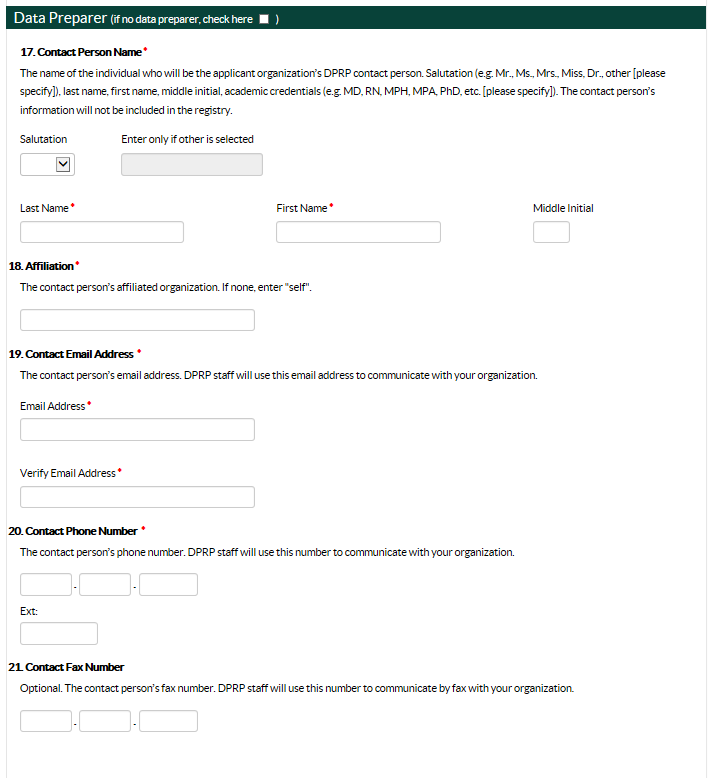 Data Preparer (if no data preparer, check here )
17. Contact Person Name*
The name of the individual who will be the applicant organization's DPRP contact person. Salutation (e.g. Mr., Ms., Mrs., Miss, Dr., other [please
specify]), last name, first name, middle initial, academic credentials (e.g. MD, RN, MPH, MPA, PhD, etc. [please specify]). The contact person's
information will not be included in the registry.
Salutation Enter only if other is selected
Last Name* First Name* Middle Initial
18. Affiliation*
The contact person's affiliated organization. If none, enter "self".
19. Contact Email Address *
The contact person's email address. DPRP staff will use this email address to communicate with your organization.
Email Address*
Verify Email Address*
20. Contact Phone Number *
The contact person's phone number. DPRP staff will use this number to communicate with your organization.
- -
Ext:
21. Contact Fax Number
Optional. The contact person's fax number. DPRP staff will use this number to communicate by fax with your organization.
- -